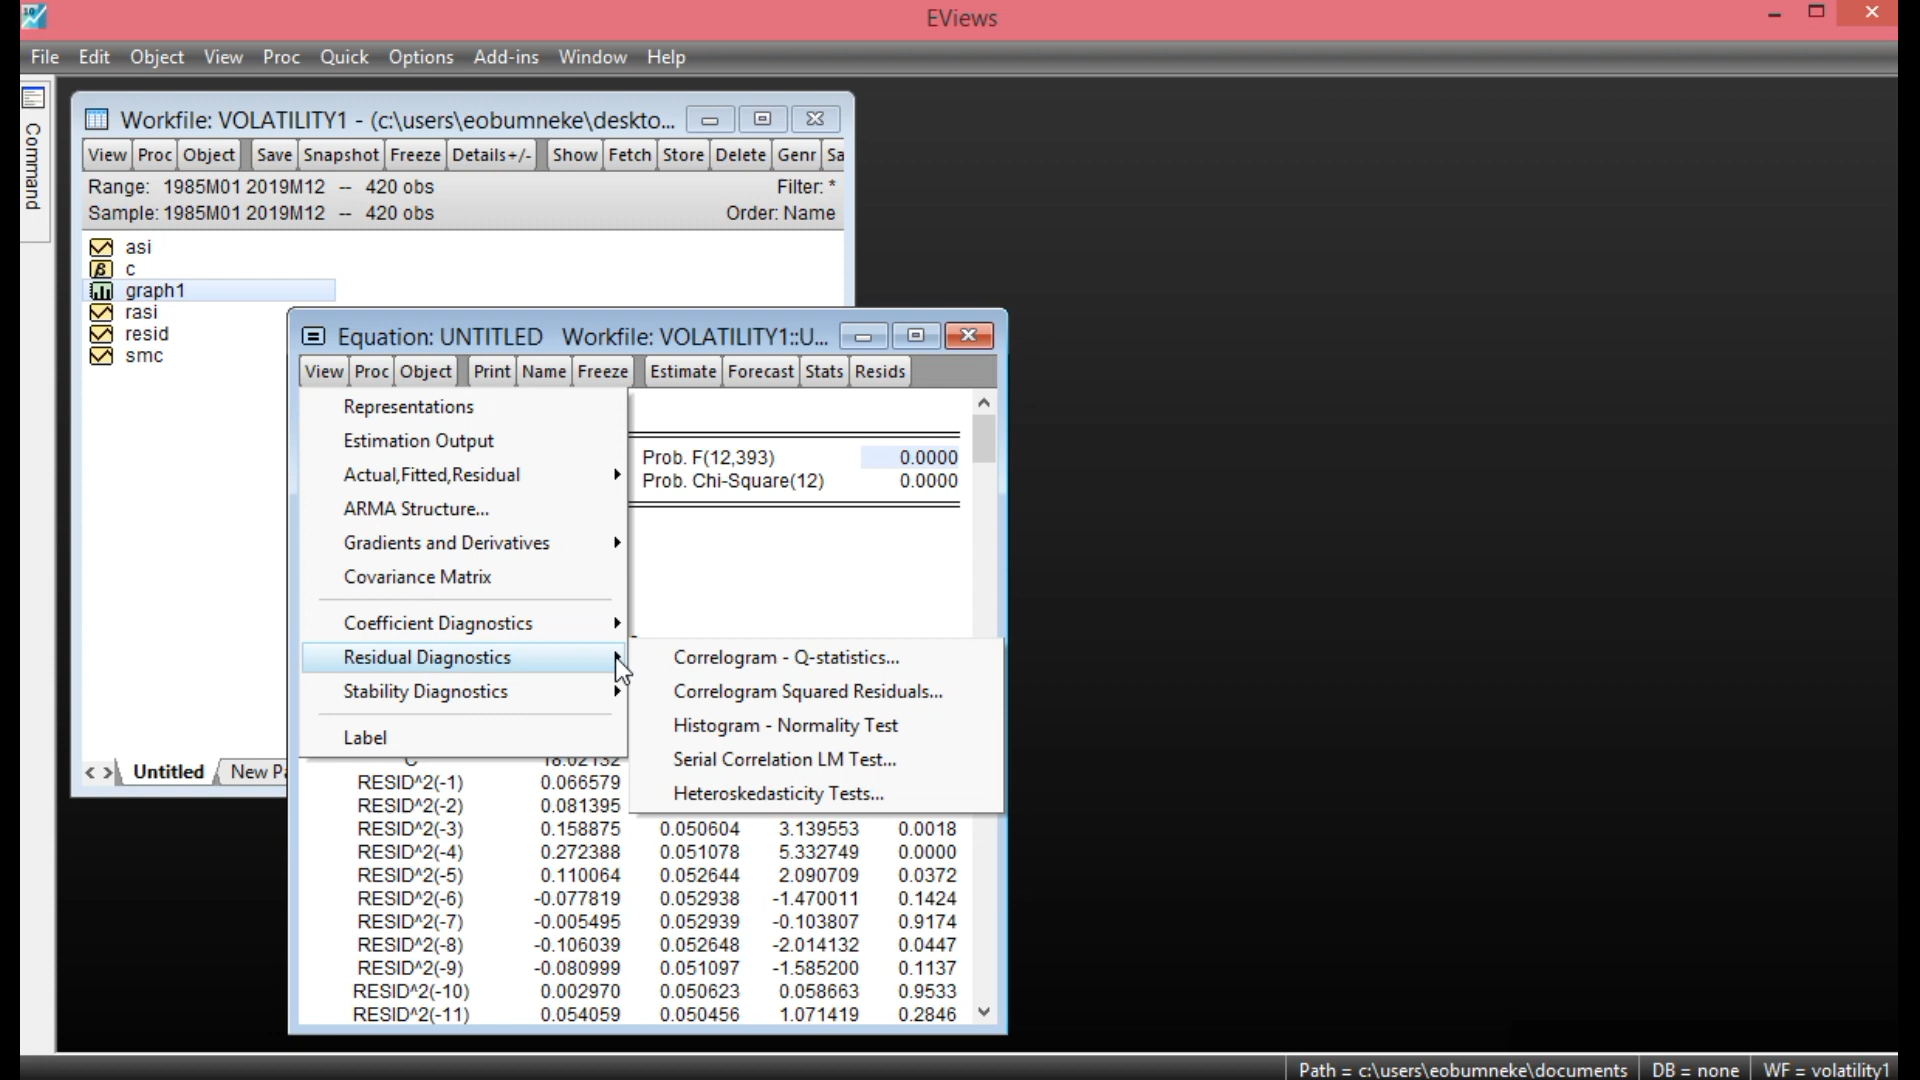 EViews
File Edit Object View Proc Quick Options Add-ins Window Help
Command
Workfile: VOLATILITY1 - (c:\users\eobumneke\deskto...
View Proc Object Save Snapshot Freeze Details+/- Show Fetch Store Delete Genr Sa
Range: 1985M01 2019M12 -- 420 obs Filter: *
Sample: 1985M01 2019M12 -- 420 obs Order: Name
asi
c
graph1
rasi
resid
smc
Untitled New Pa
Equation: UNTITLED Workfile: VOLATILITY1::U...
View Proc Object Print Name Freeze Estimate Forecast Stats Resids
Representations
Estimation Output
Actual,Fitted,Residual
ARMA Structure...
Gradients and Derivatives
Covariance Matrix
Coefficient Diagnostics
Residual Diagnostics
Stability Diagnostics
Label
Prob. F(12,393) 0.0000
Prob. Chi-Square(12) 0.0000
Correlogram - Q-statistics...
Correlogram Squared Residuals...
Histogram - Normality Test
Serial Correlation LM Test...
Heteroskedasticity Tests...
C 18.02132
RESID^2(-1) 0.066579
RESID^2(-2) 0.081395
RESID^2(-3) 0.158875 0.050604 3.139553 0.0018
RESID^2(-4) 0.272388 0.051078 5.332749 0.0000
RESID^2(-5) 0.110064 0.052644 2.090709 0.0372
RESID^2(-6) -0.077819 0.052938 -1.470011 0.1424
RESID^2(-7) -0.005495 0.052939 -0.103807 0.9174
RESID^2(-8) -0.106039 0.052648 -2.014132 0.0447
RESID^2(-9) -0.080999 0.051097 -1.585200 0.1137
RESID^2(-10) 0.002970 0.050623 0.058663 0.9533
RESID^2(-11) 0.054059 0.050456 1.071419 0.2846
Path = c:\users\eobumneke\documents DB = none WF = volatility1